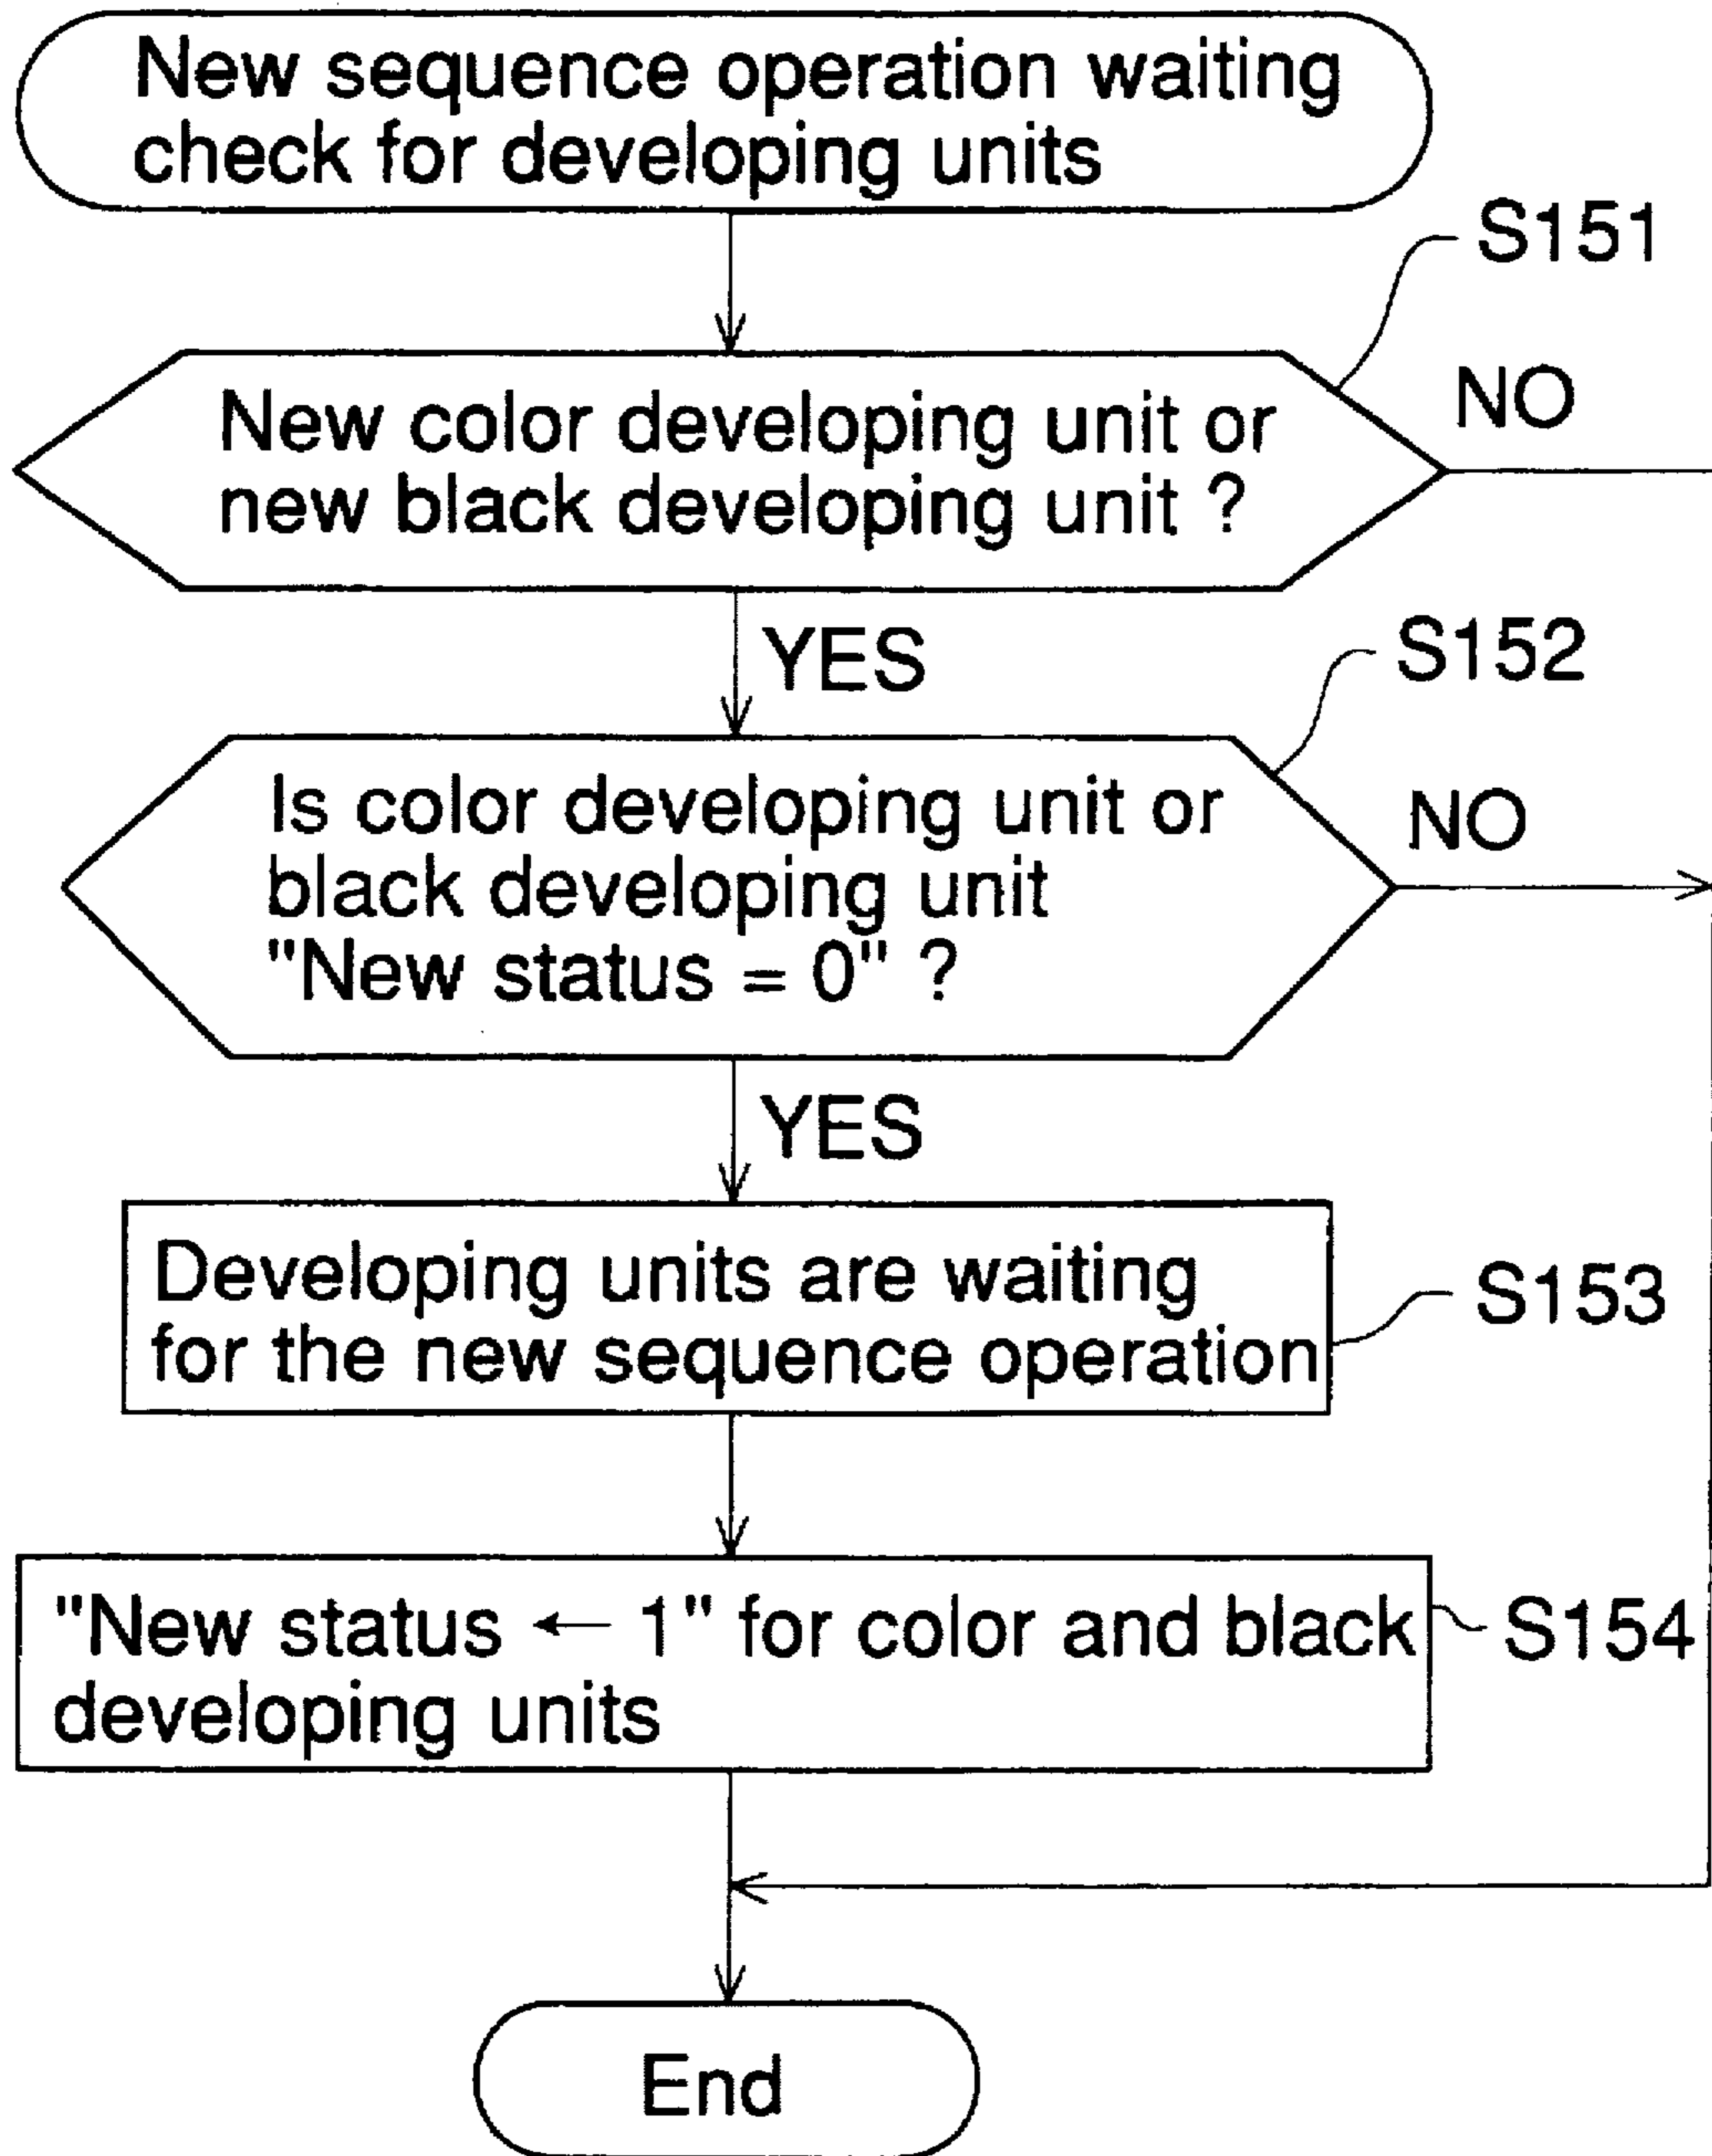 New sequence operation waiting
check for developing units
S151
New color developing unit or
new black developing unit ?
NO
YES
S152
Is color developing unit or
black developing unit
"New status = 0" ?
NO
YES
Developing units are waiting
for the new sequence operation
S153
"New status ← 1" for color and black
developing units
S154
End